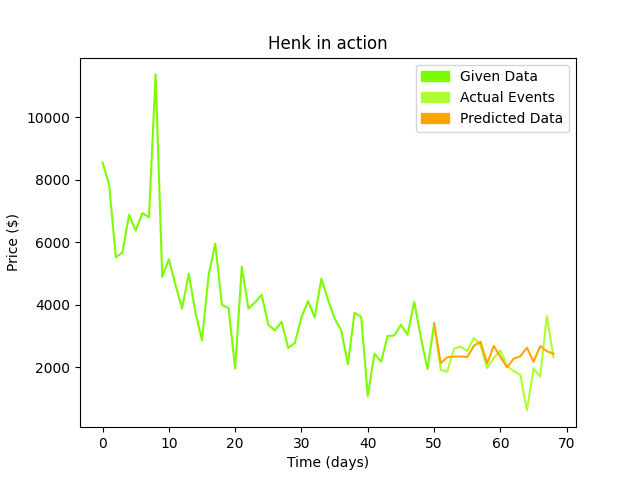 Henk in action
Given Data
Actual Events
Predicted Data
Price ($)
10000
8000
6000
4000
2000
0 10 20 30 40 50 60 70
Time (days)